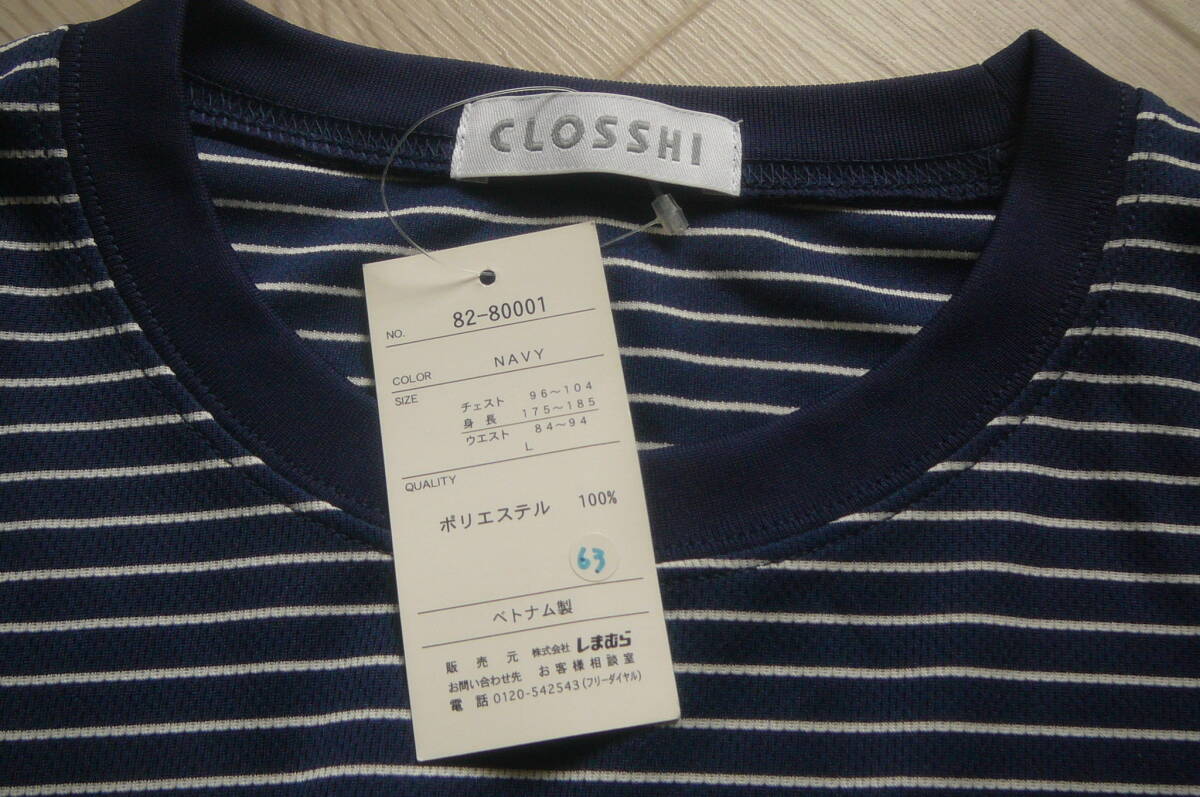 CLOSSHI
NO. 82-80001
COLOR NAVY
SIZE チェスト 96～104
身長 175～185
ウエスト 84～94
L
QUALITY
ポリエステル 100%
63
ベトナム製
販売元 株式会社 しまむら
お問い合わせ先 お客様相談室
電話 0120-542543(フリーダイヤル)